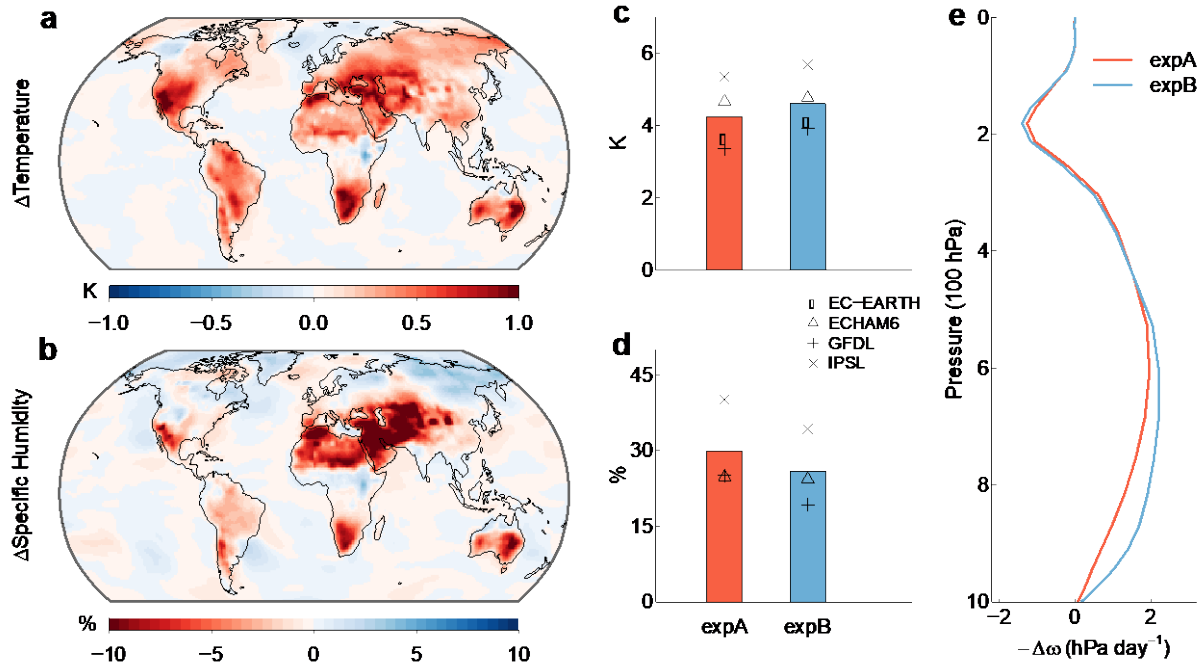 a
ΔTemperature
K
−1.0 −0.5 0.0 0.5 1.0
b
ΔSpecific Humidity
%
−10 −5 0 5 10
c
K
6
4
2
0
EC−EARTH
ECHAM6
GFDL
IPSL
d
%
45
30
15
0
expA expB
e
expA
expB
Pressure (100 hPa)
0
2
4
6
8
10
−2 0 2
−Δω (hPa day⁻¹)